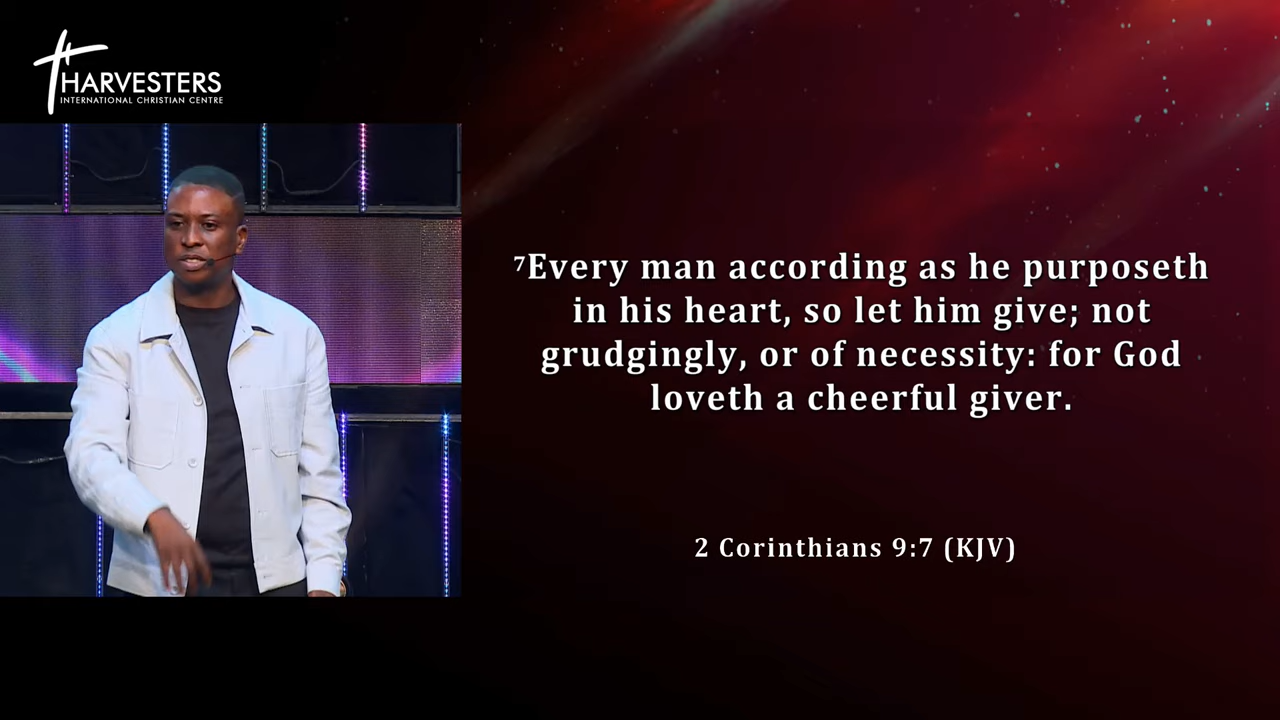 HARVESTERS
INTERNATIONAL CHRISTIAN CENTRE
⁷Every man according as he purposeth
in his heart, so let him give; not
grudgingly, or of necessity: for God
loveth a cheerful giver.
2 Corinthians 9:7 (KJV)